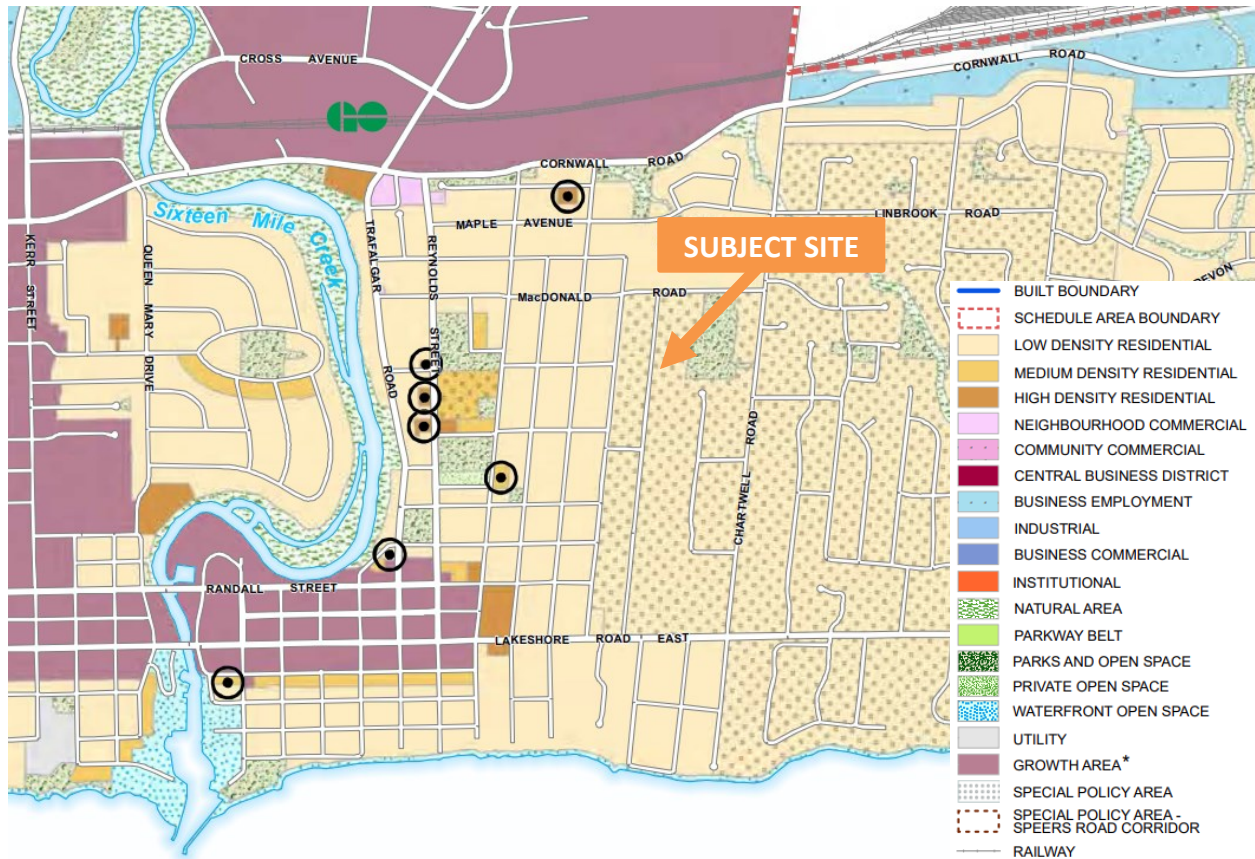 CROSS AVENUE
CORNWALL ROAD
GO
CORNWALL ROAD
Sixteen Mile Creek
MAPLE AVENUE
LINBROOK ROAD
KERR STREET
QUEEN MARY DRIVE
TRAFALGAR ROAD
REYNOLDS STREET
SUBJECT SITE
MacDONALD ROAD
DEVON
CHARTWELL ROAD
RANDALL STREET
LAKESHORE ROAD EAST
BUILT BOUNDARY
SCHEDULE AREA BOUNDARY
LOW DENSITY RESIDENTIAL
MEDIUM DENSITY RESIDENTIAL
HIGH DENSITY RESIDENTIAL
NEIGHBOURHOOD COMMERCIAL
COMMUNITY COMMERCIAL
CENTRAL BUSINESS DISTRICT
BUSINESS EMPLOYMENT
INDUSTRIAL
BUSINESS COMMERCIAL
INSTITUTIONAL
NATURAL AREA
PARKWAY BELT
PARKS AND OPEN SPACE
PRIVATE OPEN SPACE
WATERFRONT OPEN SPACE
UTILITY
GROWTH AREA*
SPECIAL POLICY AREA
SPECIAL POLICY AREA -
SPEERS ROAD CORRIDOR
RAILWAY